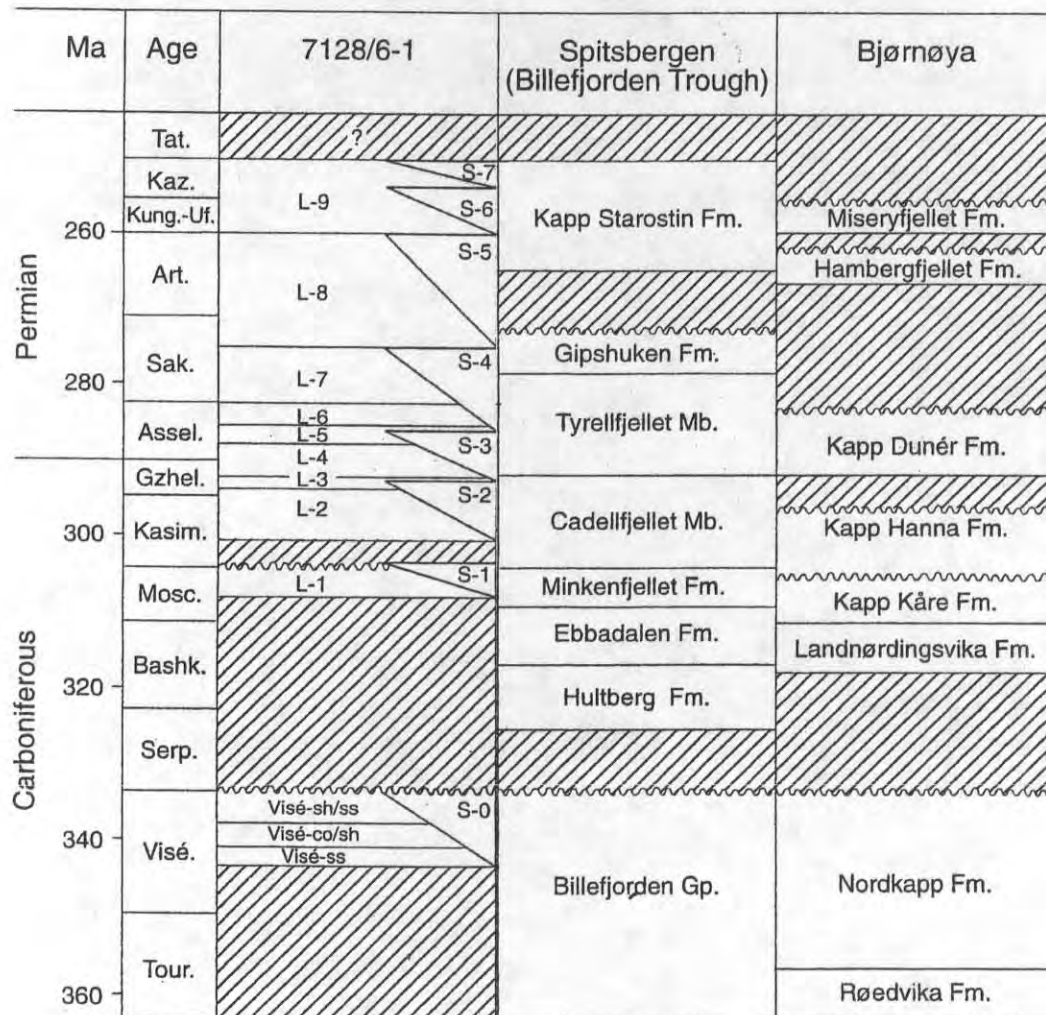 Ma
Age
7128/6-1
Spitsbergen
(Billefjorden Trough)
Bjørnøya
Permian
Carboniferous
260
280
300
320
340
360
Tat.
Kaz.
Kung.-Uf.
Art.
Sak.
Assel.
Gzhel.
Kasim.
Mosc.
Bashk.
Serp.
Visé.
Tour.
?
L-9
L-8
L-7
L-6
L-5
L-4
L-3
L-2
L-1
Visé-sh/ss
Visé-co/sh
Visé-ss
S-7
S-6
S-5
S-4
S-3
S-2
S-1
S-0
Kapp Starostin Fm.
Gipshuken Fm.
Tyrellfjellet Mb.
Cadellfjellet Mb.
Minkenfjellet Fm.
Ebbadalen Fm.
Hultberg Fm.
Billefjorden Gp.
Miseryfjellet Fm.
Hambergfjellet Fm.
Kapp Dunér Fm.
Kapp Hanna Fm.
Kapp Kåre Fm.
Landnørdingsvika Fm.
Nordkapp Fm.
Røedvika Fm.